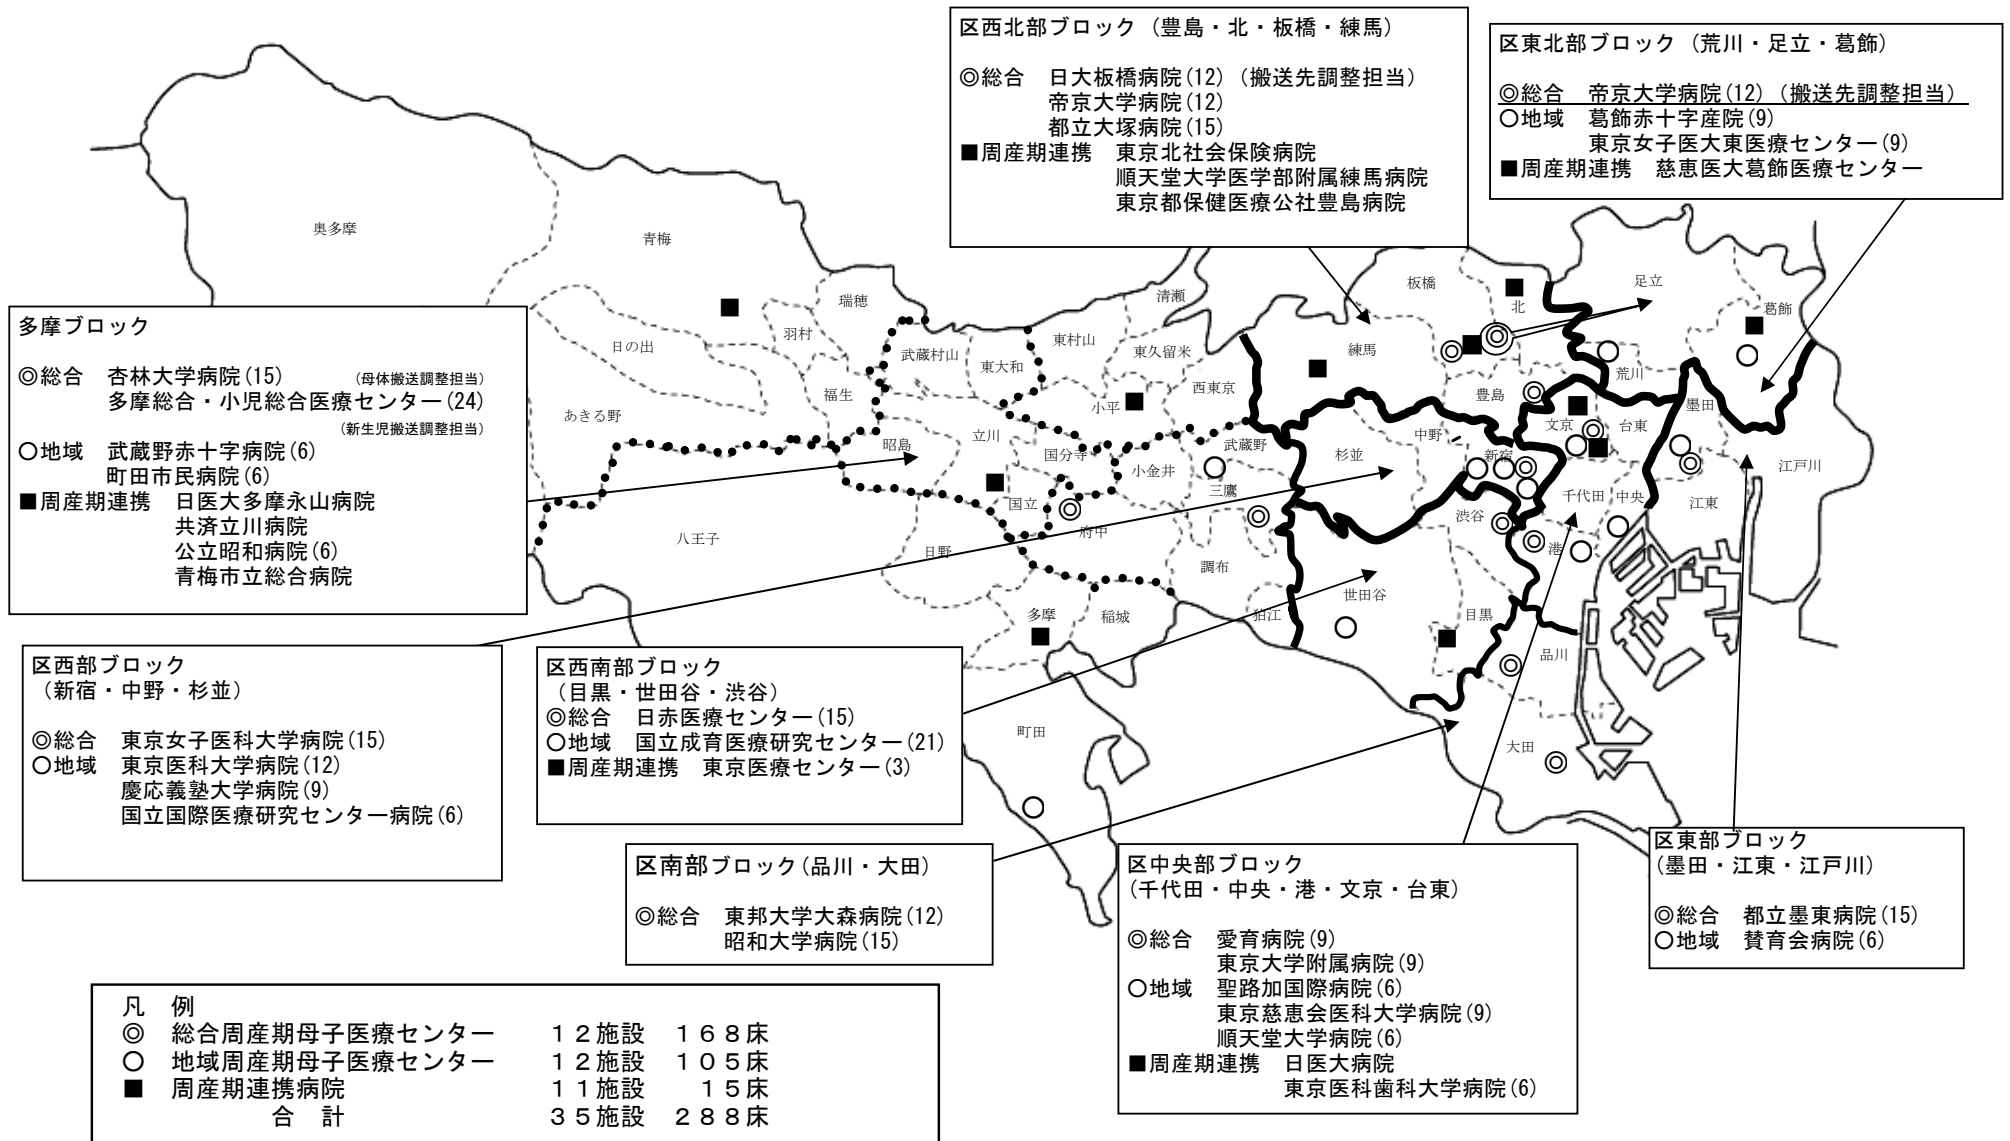 区西北部ブロック（豊島・北・板橋・練馬）
◎総合　日大板橋病院(12)（搬送先調整担当）
帝京大学病院(12)
都立大塚病院(15)
■周産期連携　東京北社会保険病院
順天堂大学医学部附属練馬病院
東京都保健医療公社豊島病院
区東北部ブロック（荒川・足立・葛飾）
◎総合　帝京大学病院(12)（搬送先調整担当）
○地域　葛飾赤十字産院(9)
東京女子医大東医療センター(9)
■周産期連携　慈恵医大葛飾医療センター
奥多摩
青梅
瑞穂
羽村
日の出
福生
あきる野
武蔵村山
東大和
東村山
清瀬
東久留米
西東京
小平
昭島
立川
国分寺
小金井
武蔵野
三鷹
国立
府中
八王子
日野
調布
多摩
稲城
狛江
町田
板橋
北
足立
葛飾
練馬
豊島
荒川
墨田
文京
台東
中野
杉並
新宿
江戸川
千代田
中央
江東
渋谷
港
世田谷
目黒
品川
大田
多摩ブロック
◎総合　杏林大学病院(15)　（母体搬送調整担当）
多摩総合・小児総合医療センター(24)
（新生児搬送調整担当）
○地域　武蔵野赤十字病院(6)
町田市民病院(6)
■周産期連携　日医大多摩永山病院
共済立川病院
公立昭和病院(6)
青梅市立総合病院
区西部ブロック
（新宿・中野・杉並）
◎総合　東京女子医科大学病院(15)
○地域　東京医科大学病院(12)
慶応義塾大学病院(9)
国立国際医療研究センター病院(6)
区西南部ブロック
（目黒・世田谷・渋谷）
◎総合　日赤医療センター(15)
○地域　国立成育医療研究センター(21)
■周産期連携　東京医療センター(3)
区南部ブロック(品川・大田)
◎総合　東邦大学大森病院(12)
昭和大学病院(15)
区中央部ブロック
(千代田・中央・港・文京・台東)
◎総合　愛育病院(9)
東京大学附属病院(9)
○地域　聖路加国際病院(6)
東京慈恵会医科大学病院(9)
順天堂大学病院(6)
■周産期連携　日医大病院
東京医科歯科大学病院(6)
区東部ブロック
(墨田・江東・江戸川)
◎総合　都立墨東病院(15)
○地域　賛育会病院(6)
凡　例
◎　総合周産期母子医療センター　１２施設　１６８床
○　地域周産期母子医療センター　１２施設　１０５床
■　周産期連携病院　１１施設　１５床
合　計　３５施設　２８８床